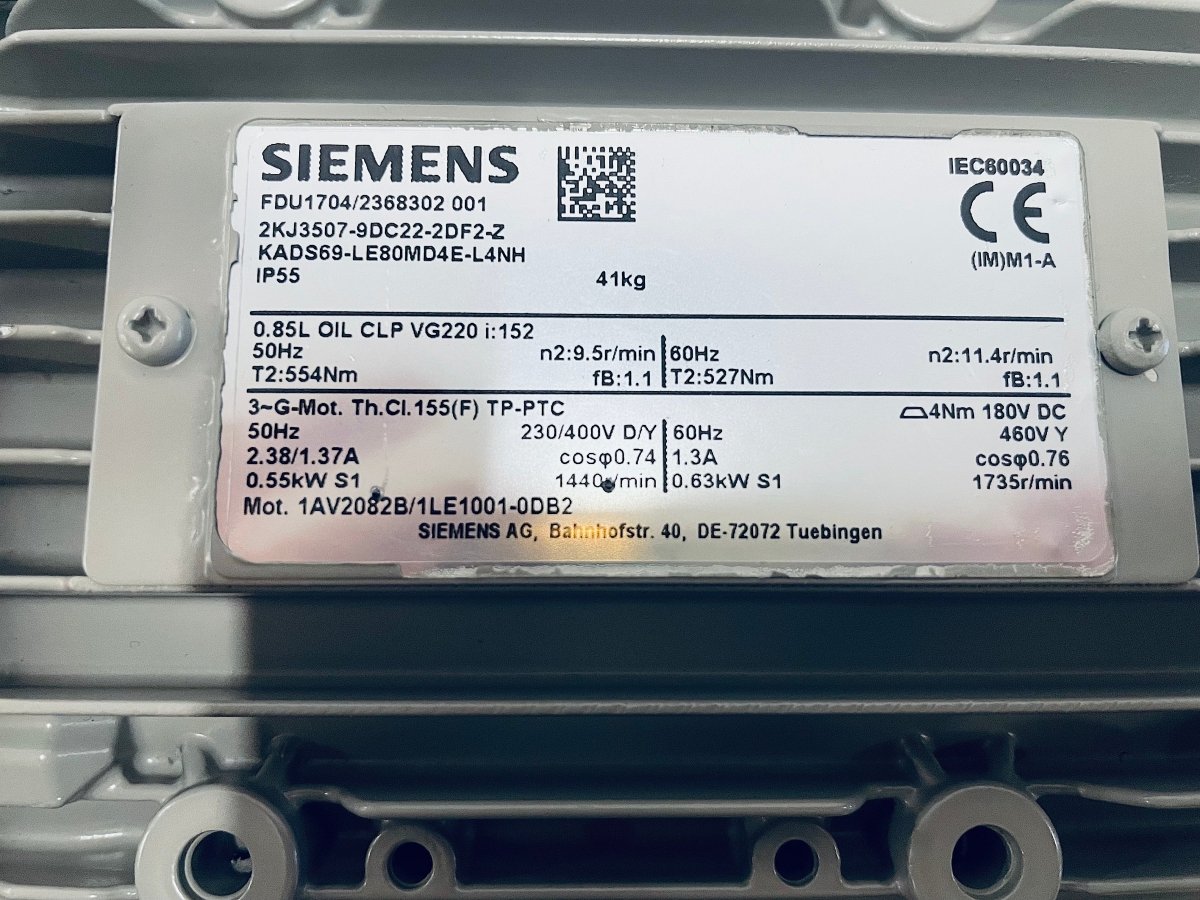 SIEMENS
IEC60034
FDU1704/2368302 001
CE
2KJ3507-9DC22-2DF2-Z
KADS69-LE80MD4E-L4NH
(IM)M1-A
IP55 41kg
0.85L OIL CLP VG220 i:152
50Hz n2:9.5r/min 60Hz n2:11.4r/min
T2:554Nm fB:1.1 T2:527Nm fB:1.1
3~G-Mot. Th.Cl.155(F) TP-PTC 4Nm 180V DC
50Hz 230/400V D/Y 60Hz 460V Y
2.38/1.37A cosφ0.74 1.3A cosφ0.76
0.55kW S1 1440r/min 0.63kW S1 1735r/min
Mot. 1AV2082B/1LE1001-0DB2
SIEMENS AG, Bahnhofstr. 40, DE-72072 Tuebingen